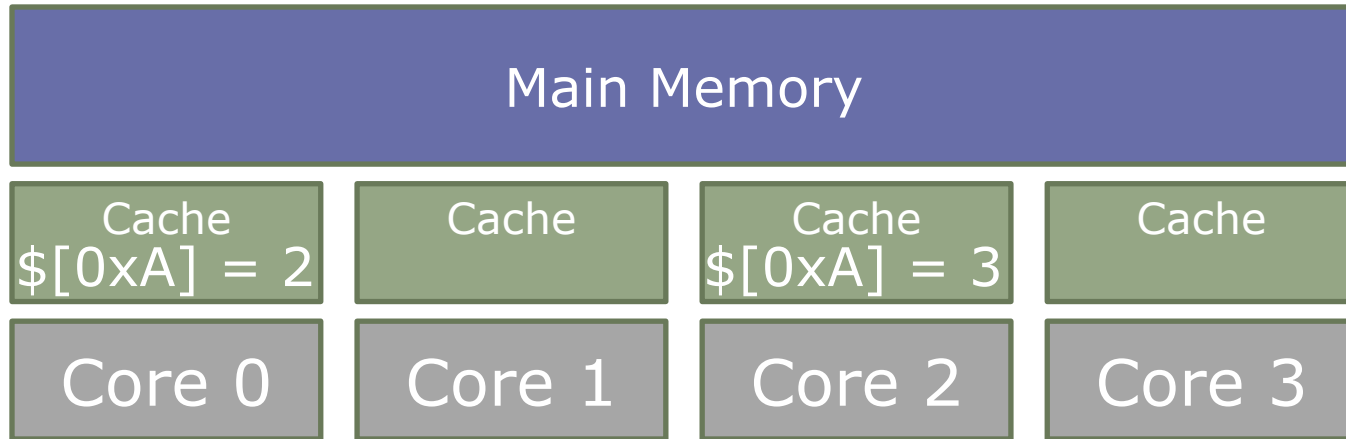 Main Memory
Cache
$[0xA] = 2
Cache
Cache
$[0xA] = 3
Cache
Core 0
Core 1
Core 2
Core 3